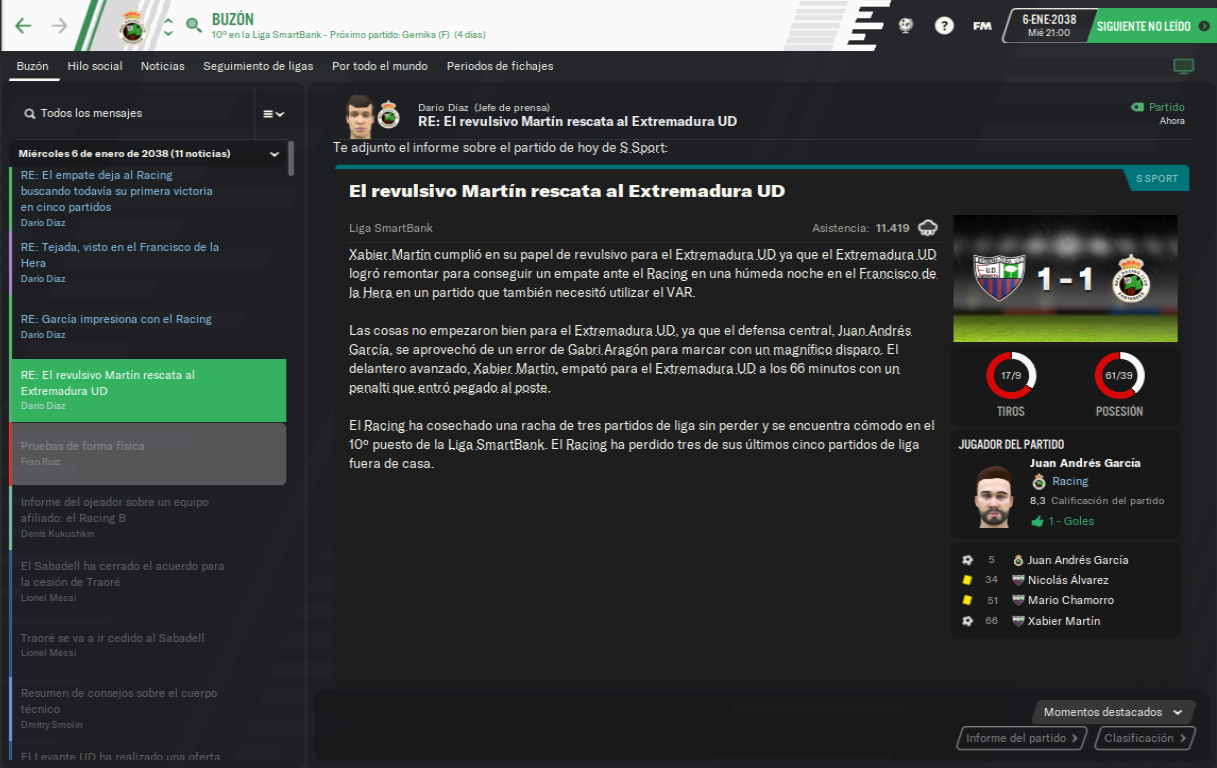 BUZÓN
10º en la Liga SmartBank - Próximo partido: Gernika (F) (4 días)
?
FM
6-ENE-2038
Mié 21:00
SIGUIENTE NO LEÍDO
Buzón
Hilo social
Noticias
Seguimiento de ligas
Por todo el mundo
Periodos de fichajes
Todos los mensajes
Miércoles 6 de enero de 2038 (11 noticias)
RE: El empate deja al Racing
buscando todavía su primera victoria
en cinco partidos
Darío Díaz
RE: Tejada, visto en el Francisco de la
Hera
Darío Díaz
RE: García impresiona con el Racing
Darío Díaz
RE: El revulsivo Martín rescata al
Extremadura UD
Darío Díaz
Pruebas de forma física
Fran Ruiz
Informe del ojeador sobre un equipo
afiliado: el Racing B
Denis Kukushkin
El Sabadell ha cerrado el acuerdo para
la cesión de Traoré
Lionel Messi
Traoré se va a ir cedido al Sabadell
Lionel Messi
Resumen de consejos sobre el cuerpo
técnico
Dmitry Smolin
El Levante UD ha realizado una oferta
Darío Díaz (Jefe de prensa)
RE: El revulsivo Martín rescata al Extremadura UD
Partido
Ahora
Te adjunto el informe sobre el partido de hoy de S.Sport:
S SPORT
El revulsivo Martín rescata al Extremadura UD
Liga SmartBank
Asistencia: 11.419
Xabier Martín cumplió en su papel de revulsivo para el Extremadura UD ya que el Extremadura UD
logró remontar para conseguir un empate ante el Racing en una húmeda noche en el Francisco de
la Hera en un partido que también necesitó utilizar el VAR.
Las cosas no empezaron bien para el Extremadura UD, ya que el defensa central, Juan Andrés
García, se aprovechó de un error de Gabri Aragón para marcar con un magnífico disparo. El
delantero avanzado, Xabier Martín, empató para el Extremadura UD a los 66 minutos con un
penalti que entró pegado al poste.
El Racing ha cosechado una racha de tres partidos de liga sin perder y se encuentra cómodo en el
10º puesto de la Liga SmartBank. El Racing ha perdido tres de sus últimos cinco partidos de liga
fuera de casa.
1 - 1
17/9
TIROS
61/39
POSESIÓN
JUGADOR DEL PARTIDO
Juan Andrés García
Racing
8,3 Calificación del partido
1 - Goles
5 Juan Andrés García
34 Nicolás Álvarez
51 Mario Chamorro
66 Xabier Martín
Momentos destacados
Informe del partido
Clasificación